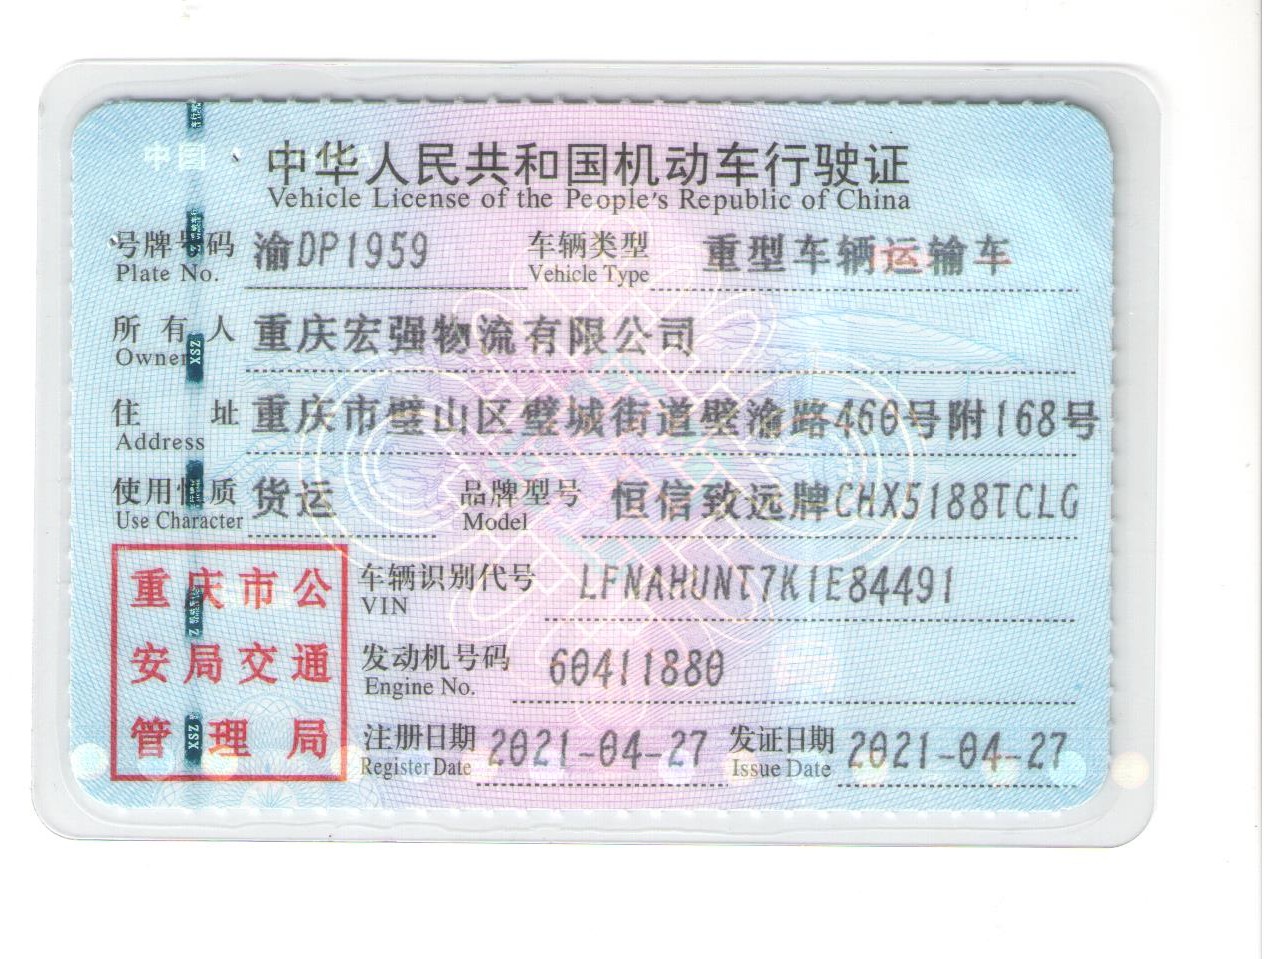 中国
中华人民共和国机动车行驶证
Vehicle License of the People's Republic of China
号牌号码 渝DP1959 车辆类型 重型车辆运输车
Plate No. Vehicle Type
所有人 重庆宏强物流有限公司
Owner
住址 重庆市璧山区璧城街道璧渝路460号附168号
Address
使用性质 货运 品牌型号 恒信致远牌CHX5188TCLG
Use Character Model
重庆市公安局交通管理局
车辆识别代号 LFNAHUNT7K1E84491
VIN
发动机号码 60411880
Engine No.
注册日期 2021-04-27 发证日期 2021-04-27
Register Date Issue Date
XSZ
XSZ